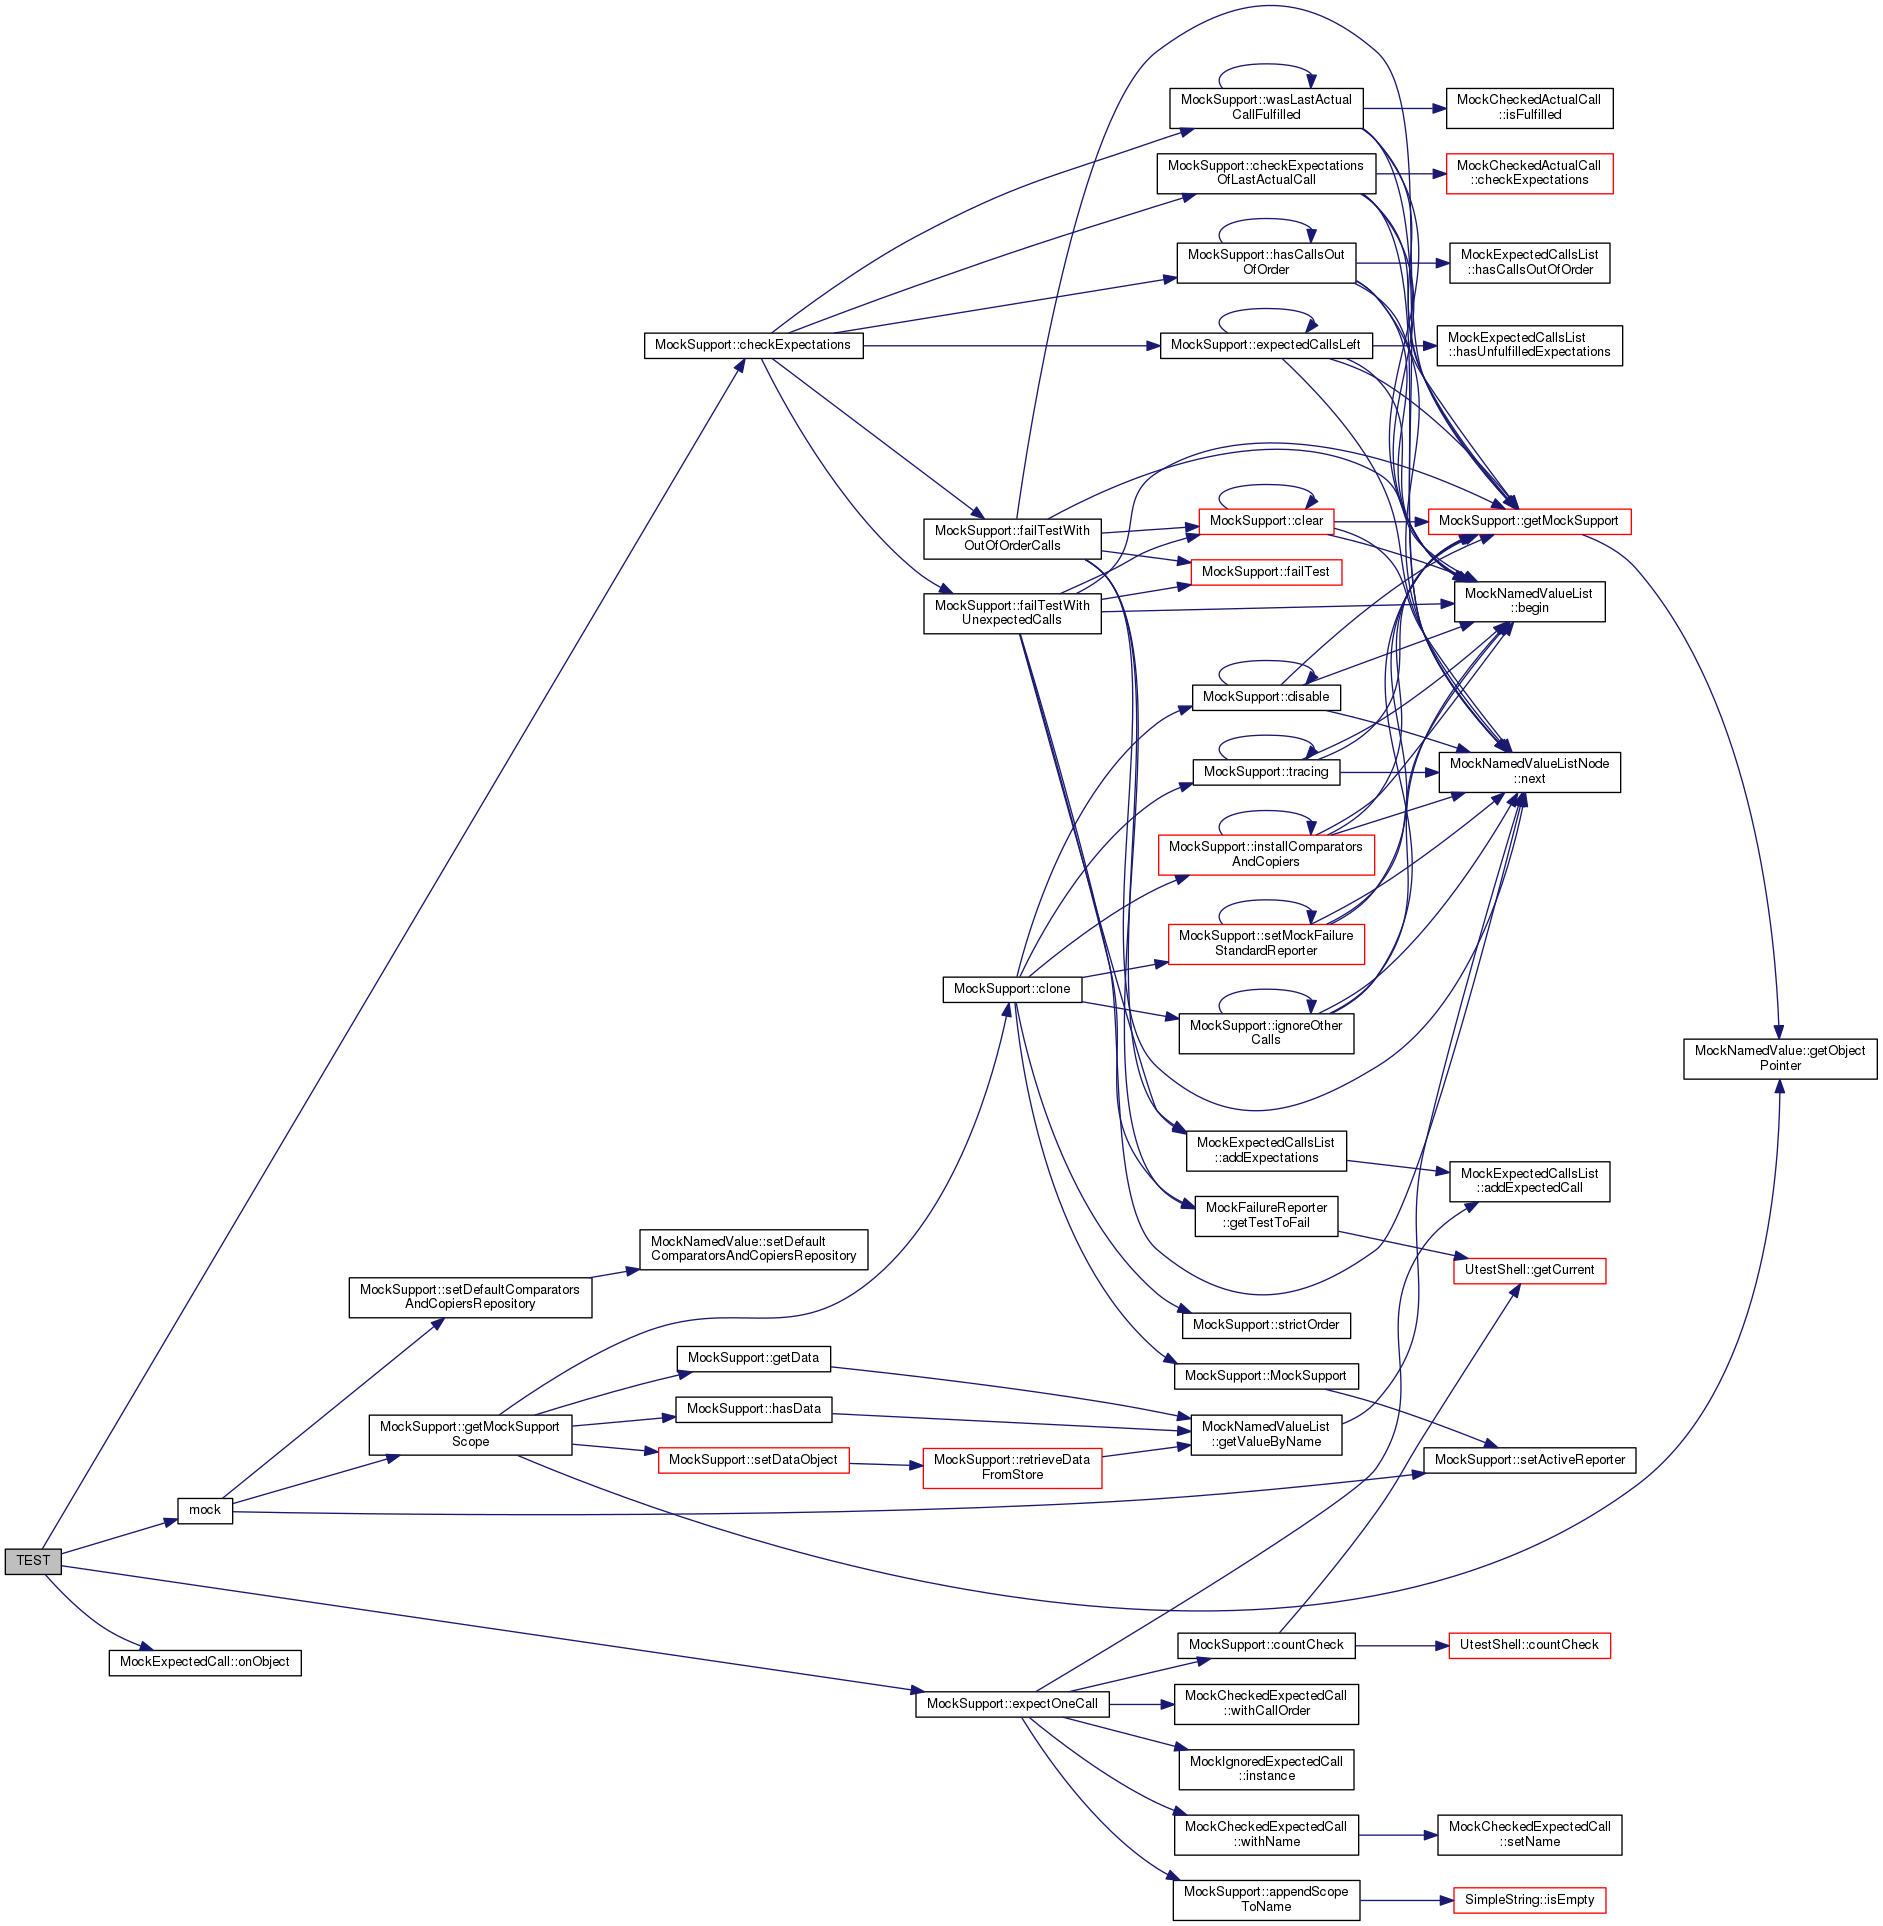 MockSupport::wasLastActual
CallFulfilled
MockCheckedActualCall
::isFulfilled
MockSupport::checkExpectations
OfLastActualCall
MockCheckedActualCall
::checkExpectations
MockSupport::hasCallsOut
OfOrder
MockExpectedCallsList
::hasCallsOutOfOrder
MockSupport::checkExpectations
MockSupport::expectedCallsLeft
MockExpectedCallsList
::hasUnfulfilledExpectations
MockSupport::failTestWith
OutOfOrderCalls
MockSupport::clear
MockSupport::getMockSupport
MockSupport::failTest
MockSupport::failTestWith
UnexpectedCalls
MockNamedValueList
::begin
MockSupport::disable
MockSupport::tracing
MockNamedValueListNode
::next
MockSupport::installComparators
AndCopiers
MockSupport::setMockFailure
StandardReporter
MockSupport::clone
MockSupport::ignoreOther
Calls
MockNamedValue::getObject
Pointer
MockExpectedCallsList
::addExpectations
MockExpectedCallsList
::addExpectedCall
MockFailureReporter
::getTestToFail
MockNamedValue::setDefault
ComparatorsAndCopiersRepository
UtestShell::getCurrent
MockSupport::setDefaultComparators
AndCopiersRepository
MockSupport::strictOrder
MockSupport::getData
MockSupport::MockSupport
MockSupport::hasData
MockSupport::getMockSupport
Scope
MockNamedValueList
::getValueByName
MockSupport::setDataObject
MockSupport::retrieveData
FromStore
MockSupport::setActiveReporter
mock
TEST
MockExpectedCall::onObject
MockSupport::countCheck
UtestShell::countCheck
MockSupport::expectOneCall
MockCheckedExpectedCall
::withCallOrder
MockIgnoredExpectedCall
::instance
MockCheckedExpectedCall
::withName
MockCheckedExpectedCall
::setName
MockSupport::appendScope
ToName
SimpleString::isEmpty